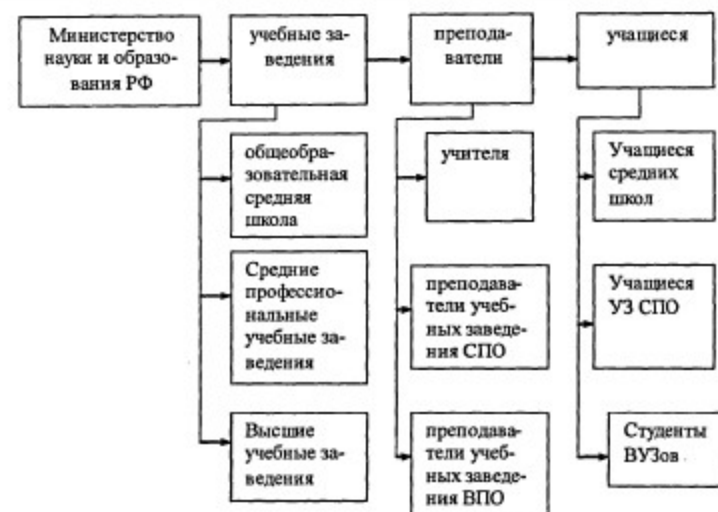 Министерство
науки и образо-
вания РФ
учебные за-
ведения
препода-
ватели
учащиеся
общеобра-
зовательная
средняя
школа
учителя
Учащиеся
средних
школ
Средние
профессио-
нальные
учебные за-
ведения
преподава-
тели учеб-
ных заведе-
ния СПО
Учащиеся
УЗ СПО
Высшие
учебные за-
ведения
преподава-
тели учеб-
ных заведе-
ния ВПО
Студенты
ВУЗов